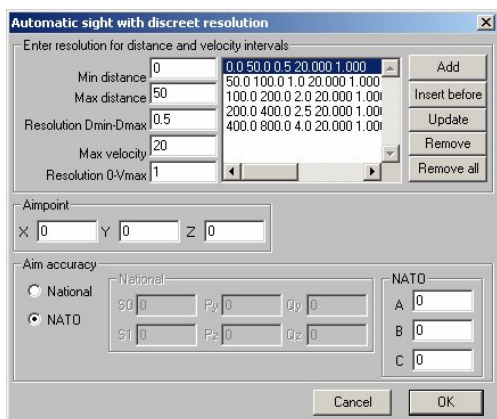 Automatic sight with discreet resolution
Enter resolution for distance and velocity intervals
Min distance 0
Max distance 50
Resolution Dmin-Dmax 0.5
Max velocity 20
Resolution 0-Vmax 1
0.0 50.0 0.5 20.000 1.000
50.0 100.0 1.0 20.000 1.000
100.0 200.0 2.0 20.000 1.00
200.0 400.0 2.5 20.000 1.00
400.0 800.0 4.0 20.000 1.00
Add
Insert before
Update
Remove
Remove all
Aimpoint
X 0 Y 0 Z 0
Aim accuracy
National
NATO
National
S0 0 Py 0 Qy 0
S1 0 Pz 0 Qz 0
NATO
A 0
B 0
C 0
Cancel OK